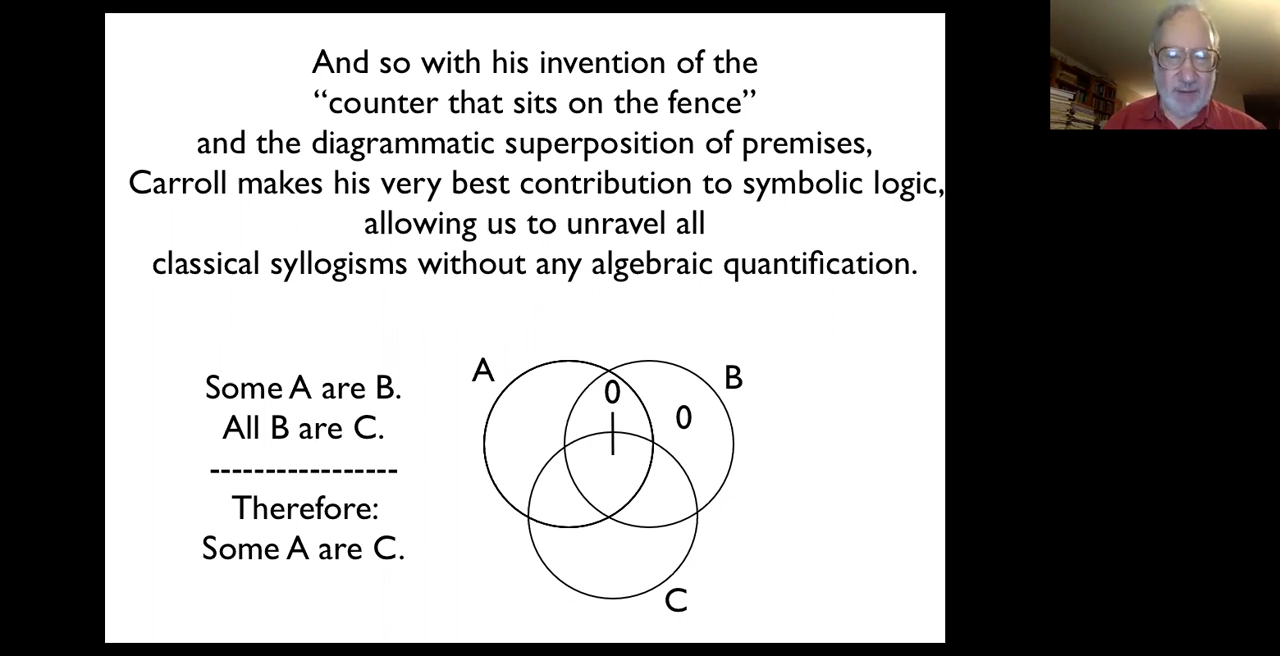 And so with his invention of the
“counter that sits on the fence”
and the diagrammatic superposition of premises,
Carroll makes his very best contribution to symbolic logic,
allowing us to unravel all
classical syllogisms without any algebraic quantification.
Some A are B.
All B are C.
-----------------
Therefore:
Some A are C.
A
B
0
0
|
C